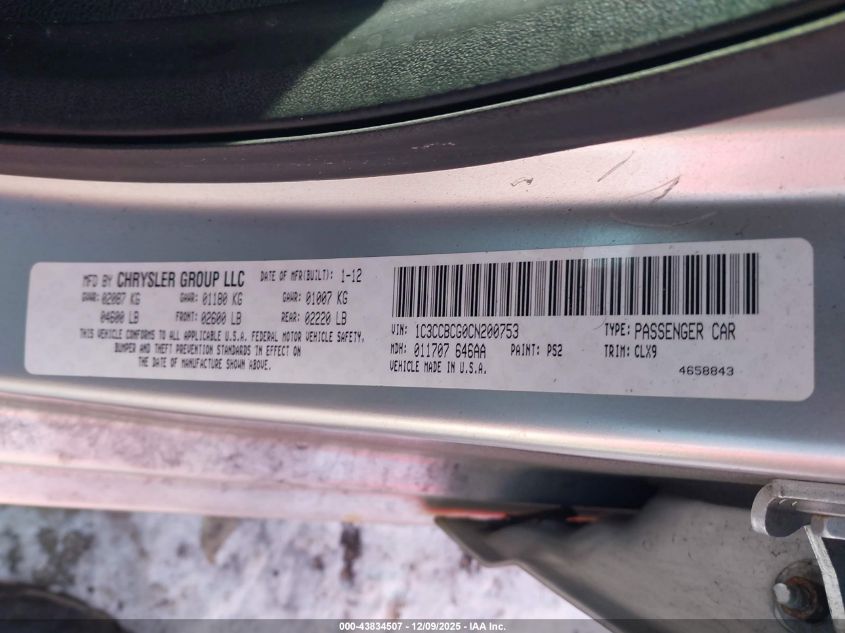 MFD BY CHRYSLER GROUP LLC DATE OF MFR(BUILT): 1-12
GVWR: 02087 KG GAWR: 01180 KG GAWR: 01007 KG
04600 LB FRONT: 02600 LB REAR: 02220 LB
THIS VEHICLE CONFORMS TO ALL APPLICABLE U.S.A. FEDERAL MOTOR VEHICLE SAFETY,
BUMPER AND THEFT PREVENTION STANDARDS IN EFFECT ON
THE DATE OF MANUFACTURE SHOWN ABOVE.
VIN: 1C3CCBCG0CN200753 TYPE: PASSENGER CAR
MDH: 011707 646AA PAINT: PS2 TRIM: CLX9
VEHICLE MADE IN U.S.A. 4658843
000-43834507 - 12/09/2025 - IAA Inc.